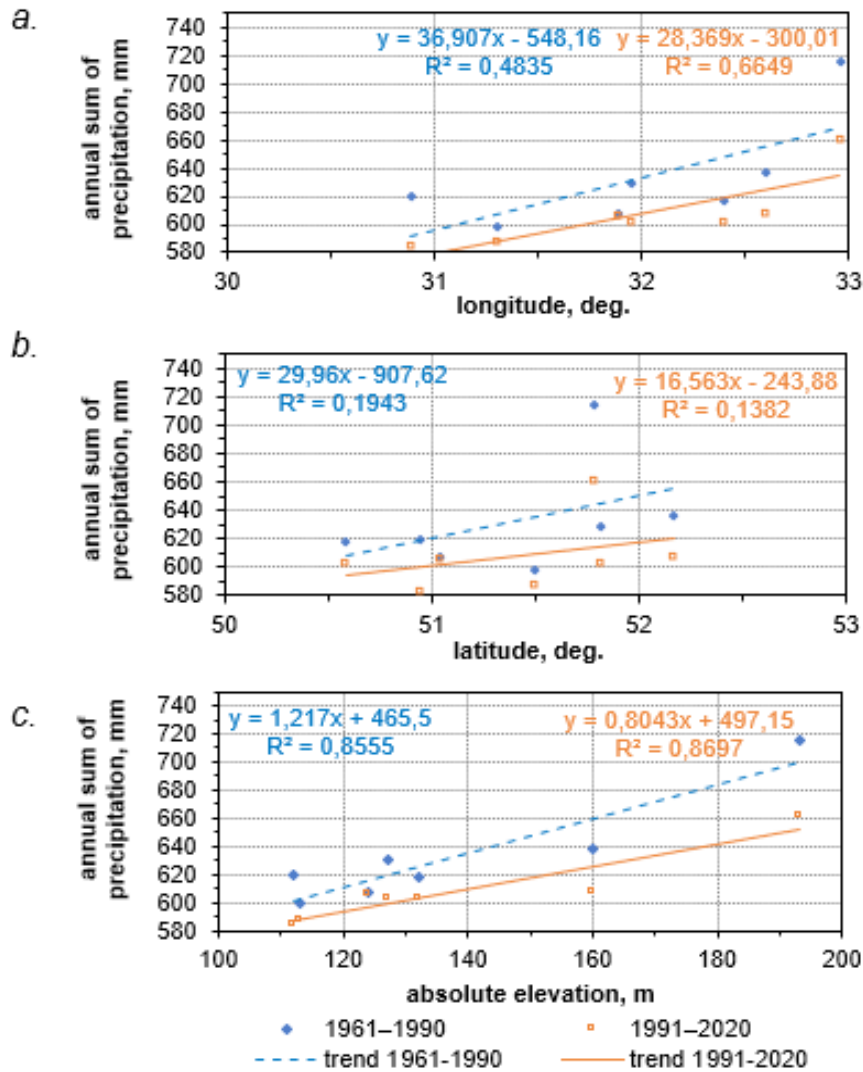 a.
annual sum of
precipitation, mm
740
720
700
680
660
640
620
600
580
y = 36,907x - 548,16
R² = 0,4835
y = 28,369x - 300,01
R² = 0,6649
30
31
32
33
longitude, deg.
b.
annual sum of
precipitation, mm
740
720
700
680
660
640
620
600
580
y = 29,96x - 907,62
R² = 0,1943
y = 16,563x - 243,88
R² = 0,1382
50
51
52
53
latitude, deg.
c.
annual sum of
precipitation, mm
740
720
700
680
660
640
620
600
580
y = 1,217x + 465,5
R² = 0,8555
y = 0,8043x + 497,15
R² = 0,8697
100
120
140
160
180
200
absolute elevation, m
1961–1990
1991–2020
trend 1961-1990
trend 1991-2020